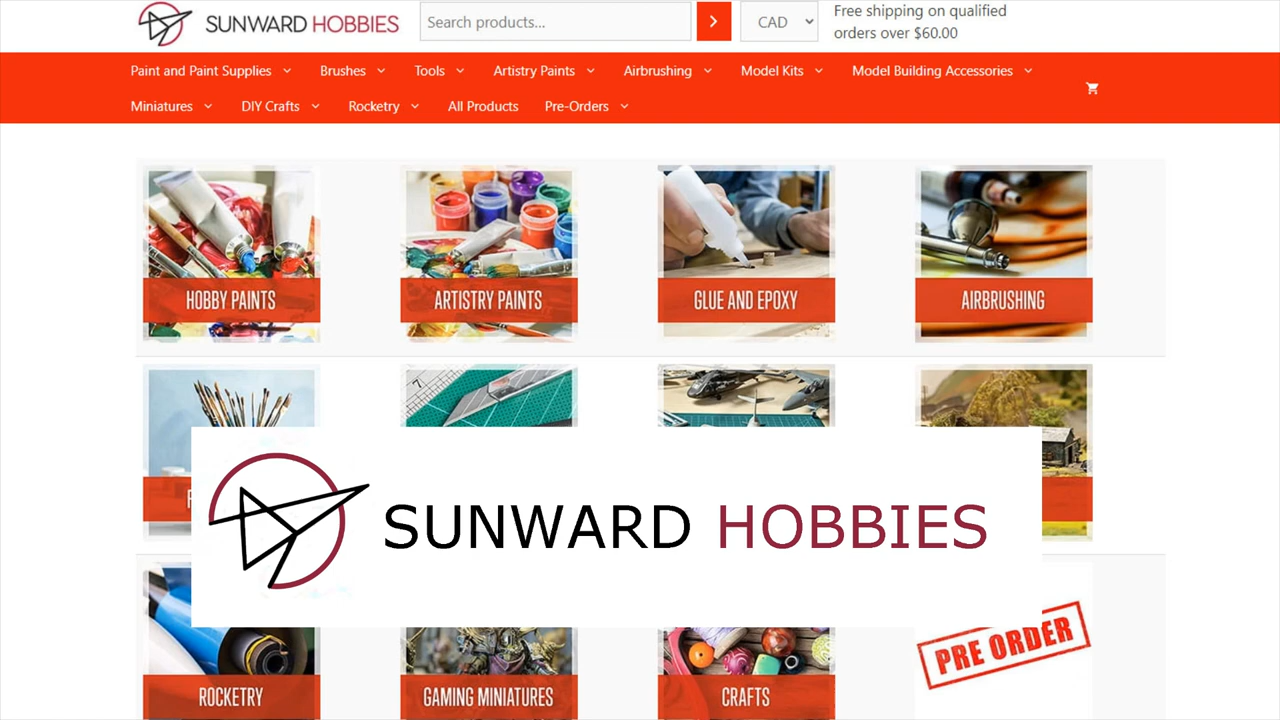 SUNWARD HOBBIES
Search products...
CAD
Free shipping on qualified
orders over $60.00
Paint and Paint Supplies
Brushes
Tools
Artistry Paints
Airbrushing
Model Kits
Model Building Accessories
Miniatures
DIY Crafts
Rocketry
All Products
Pre-Orders
HOBBY PAINTS
ARTISTRY PAINTS
GLUE AND EPOXY
AIRBRUSHING
7
SUNWARD HOBBIES
ROCKETRY
GAMING MINIATURES
CRAFTS
PRE ORDER